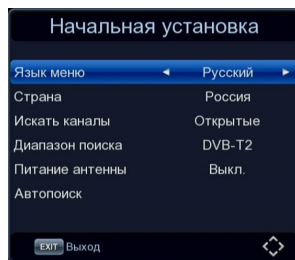 Начальная установка
Язык меню Русский
Страна Россия
Искать каналы Открытые
Диапазон поиска DVB-T2
Питание антенны Выкл.
Автопоиск
EXIT Выход